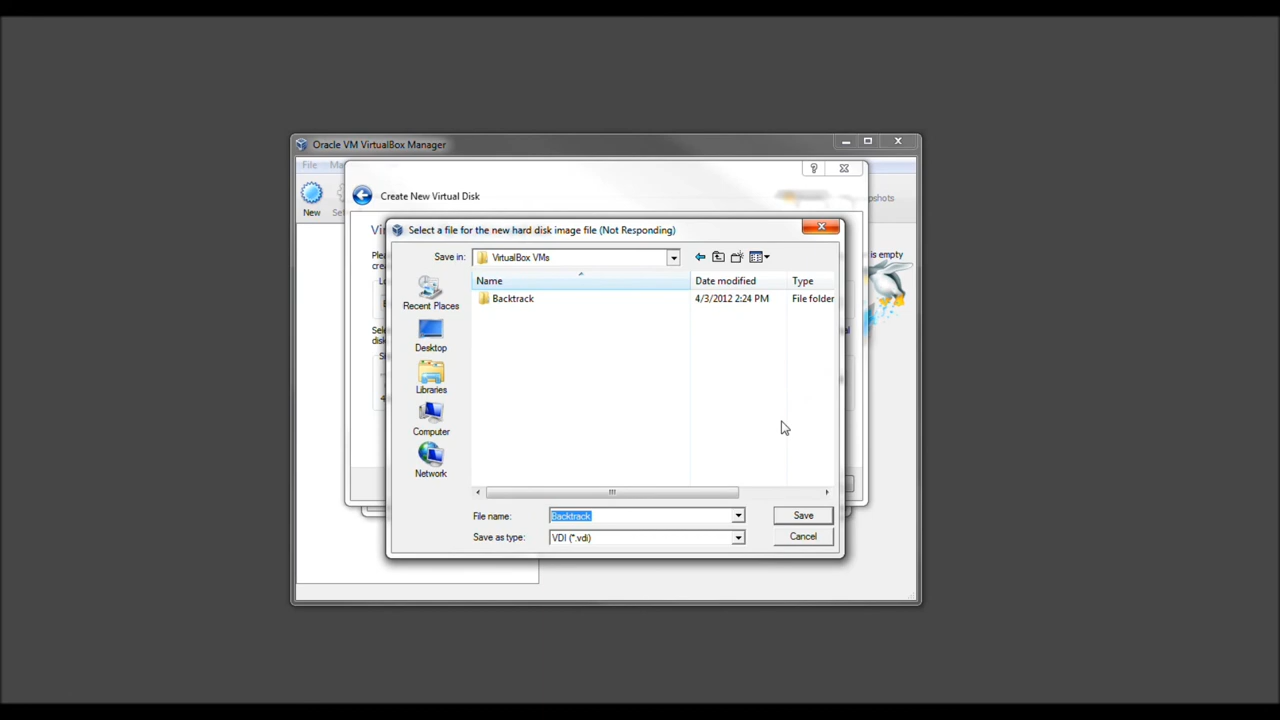 Oracle VM VirtualBox Manager
File
New
Create New Virtual Disk
is empty
Select a file for the new hard disk image file (Not Responding)
Save in:
VirtualBox VMs
Name
Date modified
Type
Backtrack
4/3/2012 2:24 PM
File folder
Recent Places
Desktop
Libraries
Computer
Network
File name:
Backtrack
Save
Save as type:
VDI (*.vdi)
Cancel